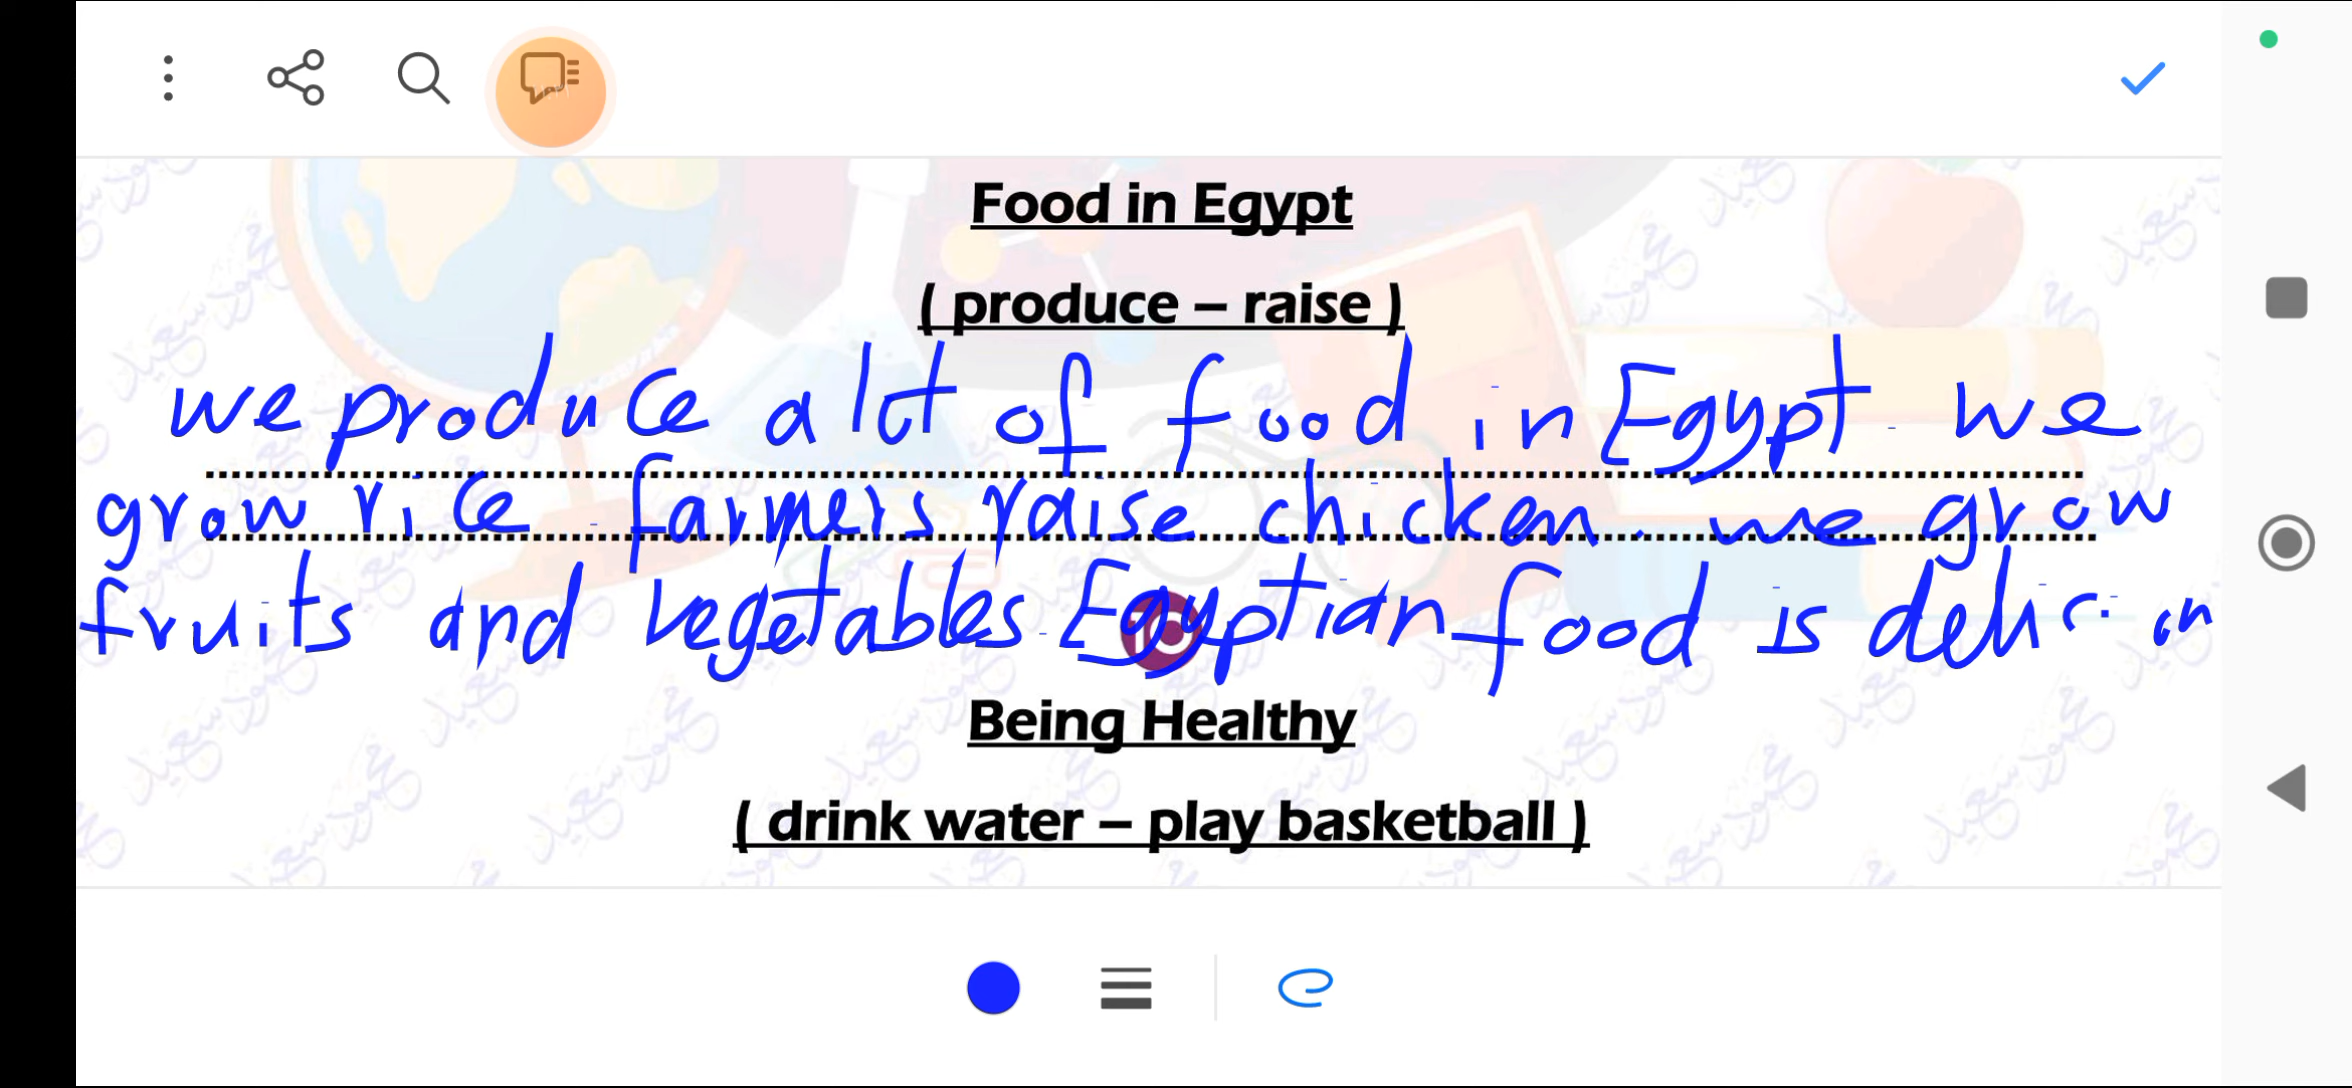 Food in Egypt
( produce – raise )
we produce a lot of food in Egypt. we
grow rice. farmers raise chicken. we grow
fruits and vegetables. Egyptian food is
Being Healthy
( drink water – play basketball )